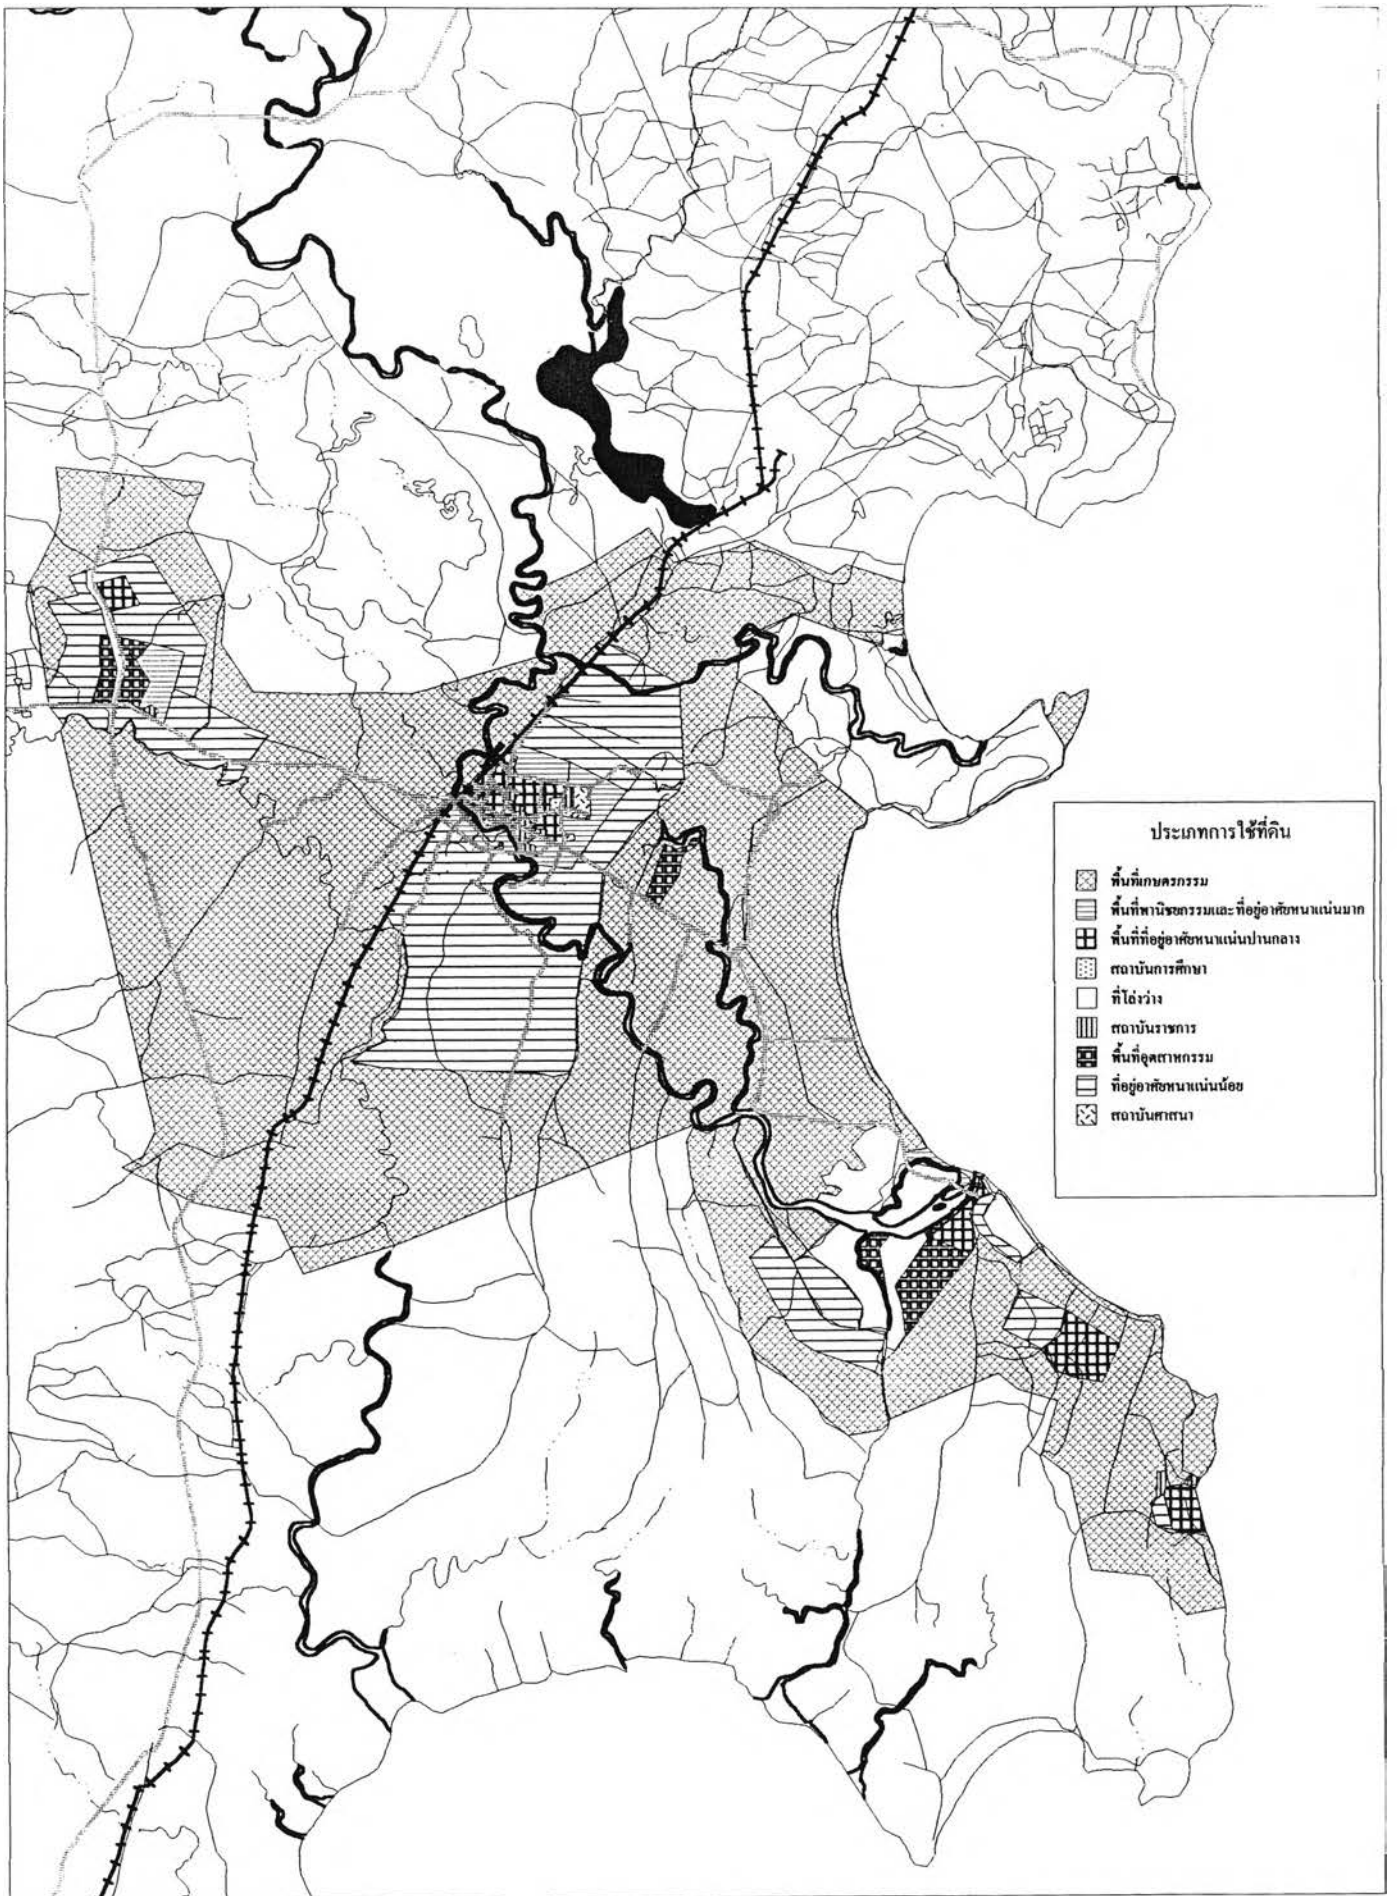 ประเภทการใช้ที่ดิน
พื้นที่เกษตรกรรม
พื้นที่พานิชยกรรมและที่อยู่อาศัยหนาแน่นมาก
พื้นที่ที่อยู่อาศัยหนาแน่นปานกลาง
สถาบันการศึกษา
ที่โล่งว่าง
สถาบันราชการ
พื้นที่อุตสาหกรรม
ที่อยู่อาศัยหนาแน่นน้อย
สถาบันศาสนา